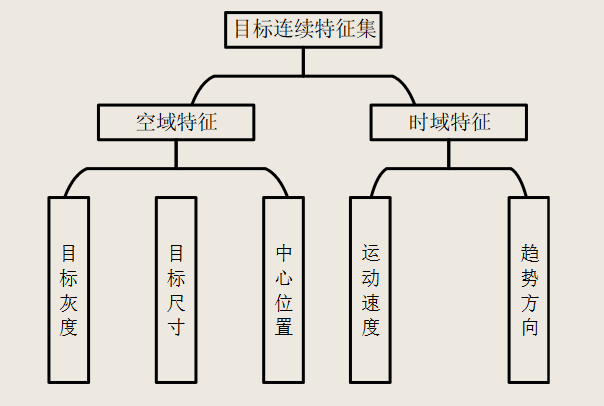 目标连续特征集
空域特征
时域特征
目标灰度
目标尺寸
中心位置
运动速度
趋势方向